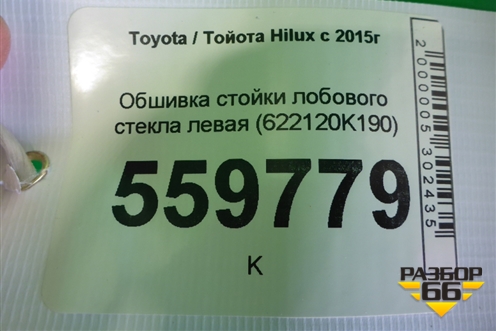 Toyota / Тойота Hilux с 2015г
Обшивка стойки лобового
стекла левая (622120K190)
559779
К
2000005302435
РАЗБОР
66